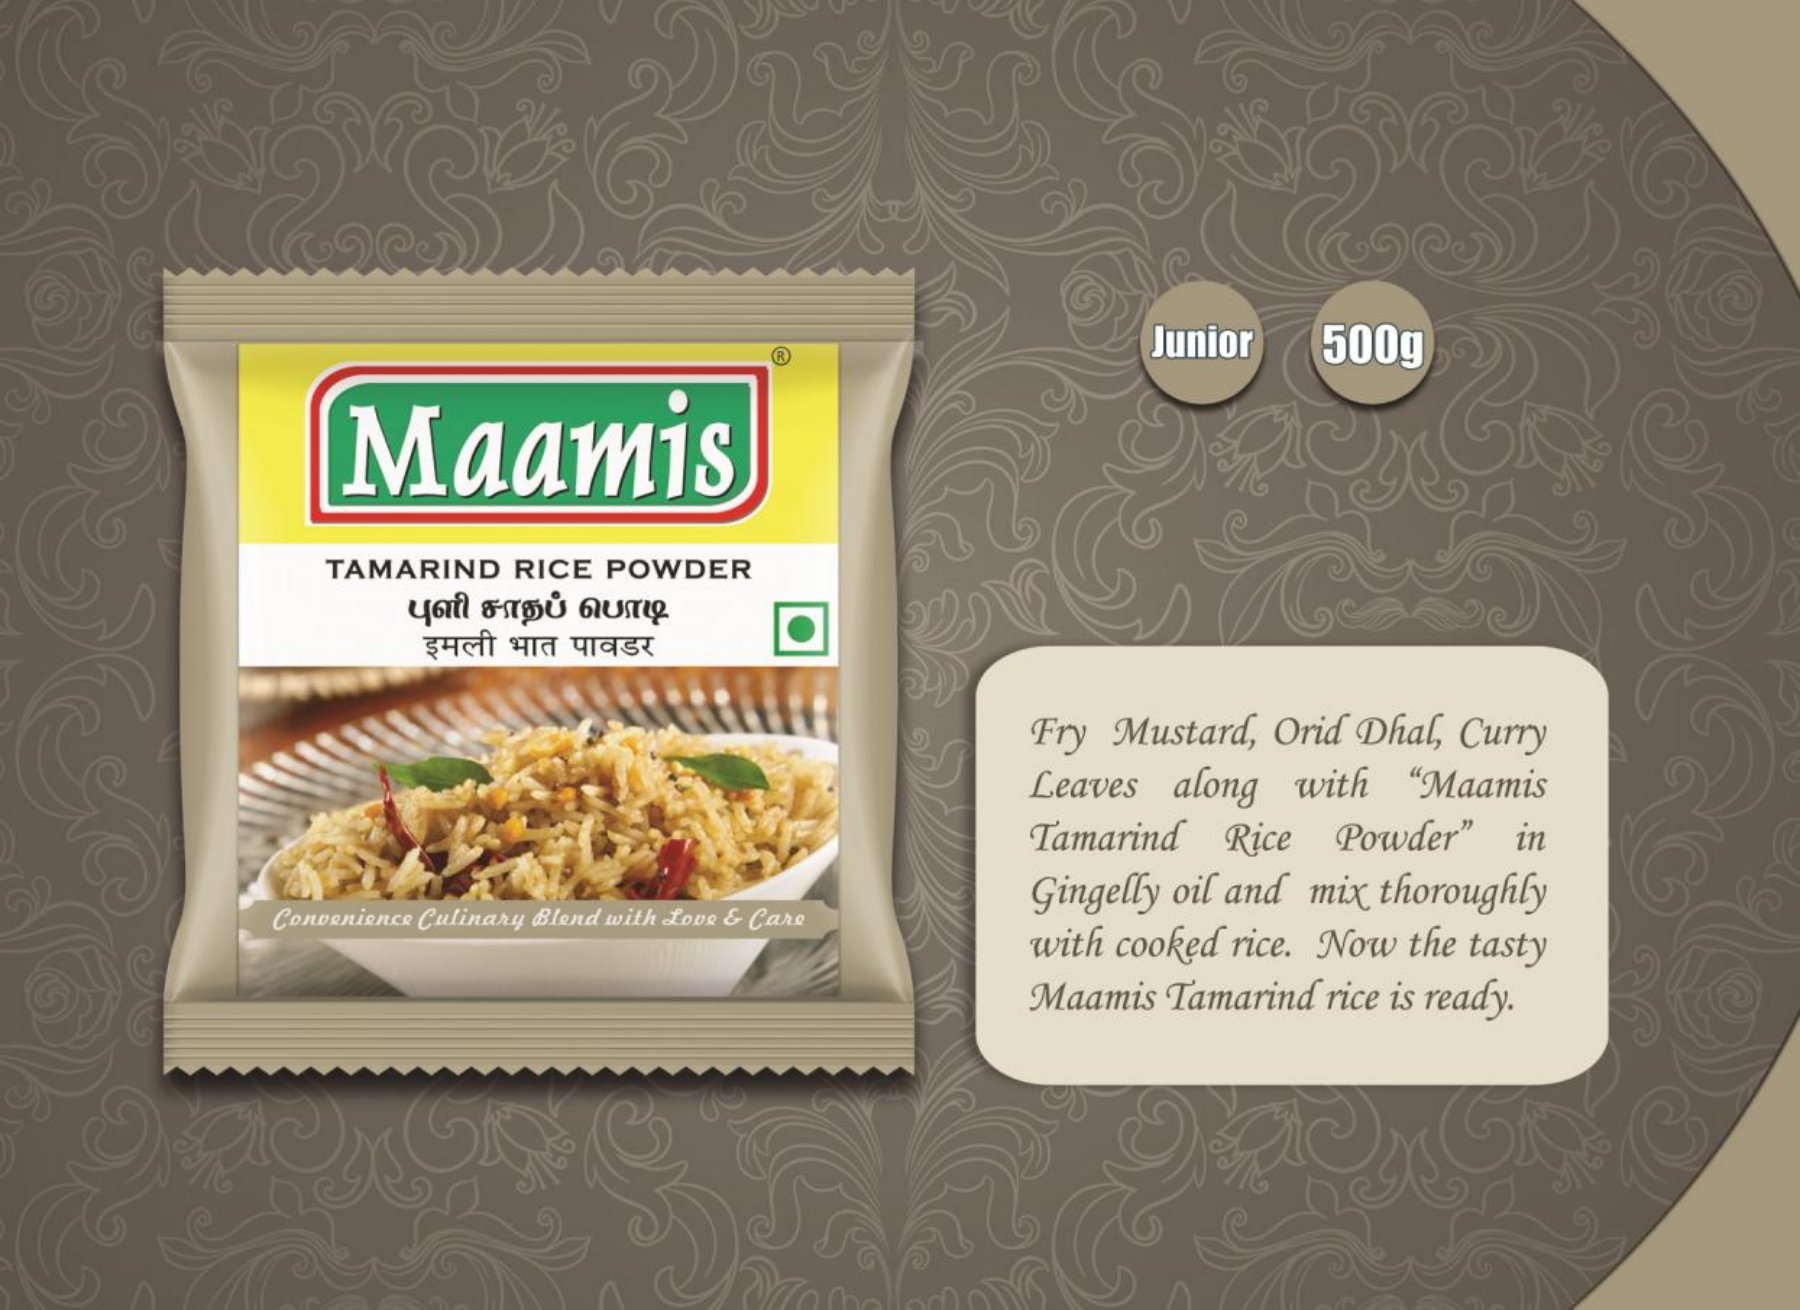 Maamis
®
TAMARIND RICE POWDER
புளி சாதப் பொடி
इमली भात पावडर
Convenience Culinary Blend with Love & Care
Junior
500g
Fry Mustard, Orid Dhal, Curry
Leaves along with “Maamis
Tamarind Rice Powder” in
Gingelly oil and mix thoroughly
with cooked rice. Now the tasty
Maamis Tamarind rice is ready.